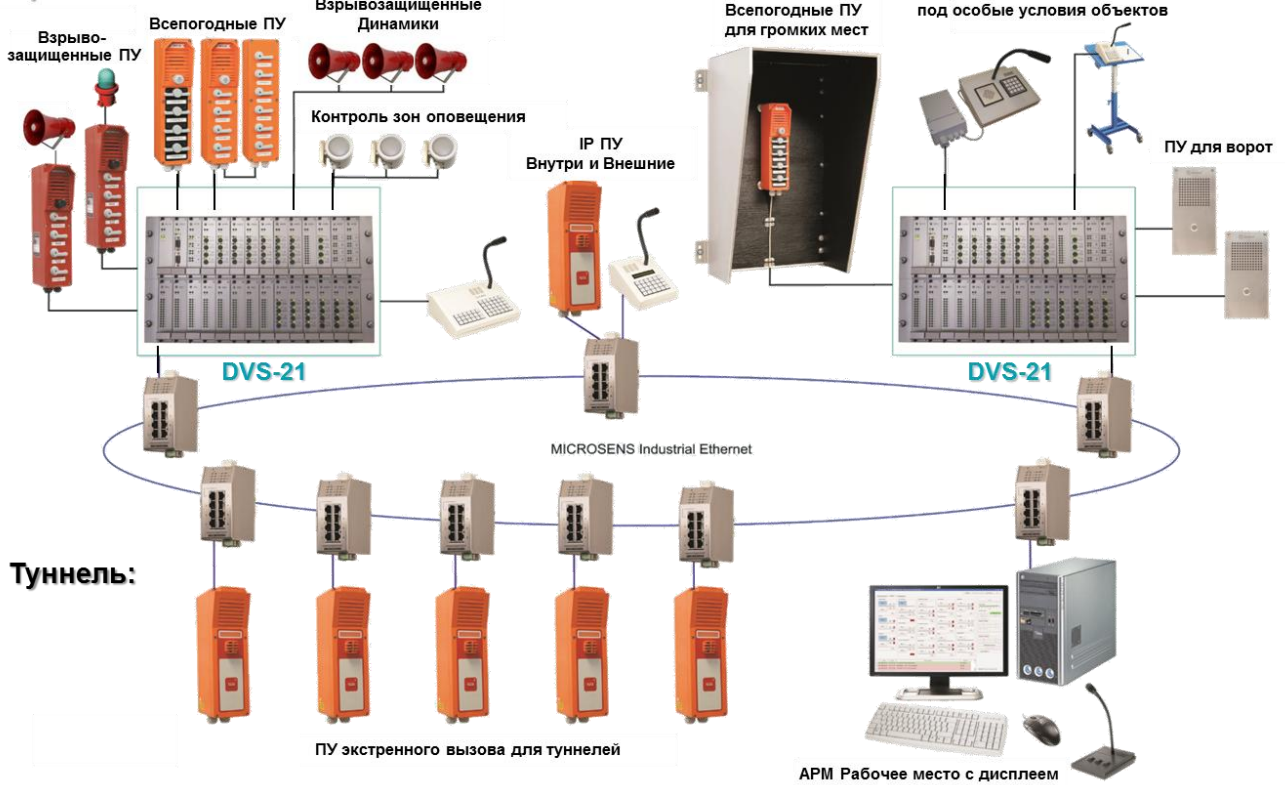 Взрывозащищенные
Динамики
Всепогодные ПУ
Взрыво-
защищенные ПУ
Контроль зон оповещения
IP ПУ
Внутри и Внешние
Всепогодные ПУ
для громких мест
под особые условия объектов
ПУ для ворот
DVS-21
DVS-21
MICROSENS Industrial Ethernet
Туннель:
ПУ экстренного вызова для туннелей
АРМ Рабочее место с дисплеем